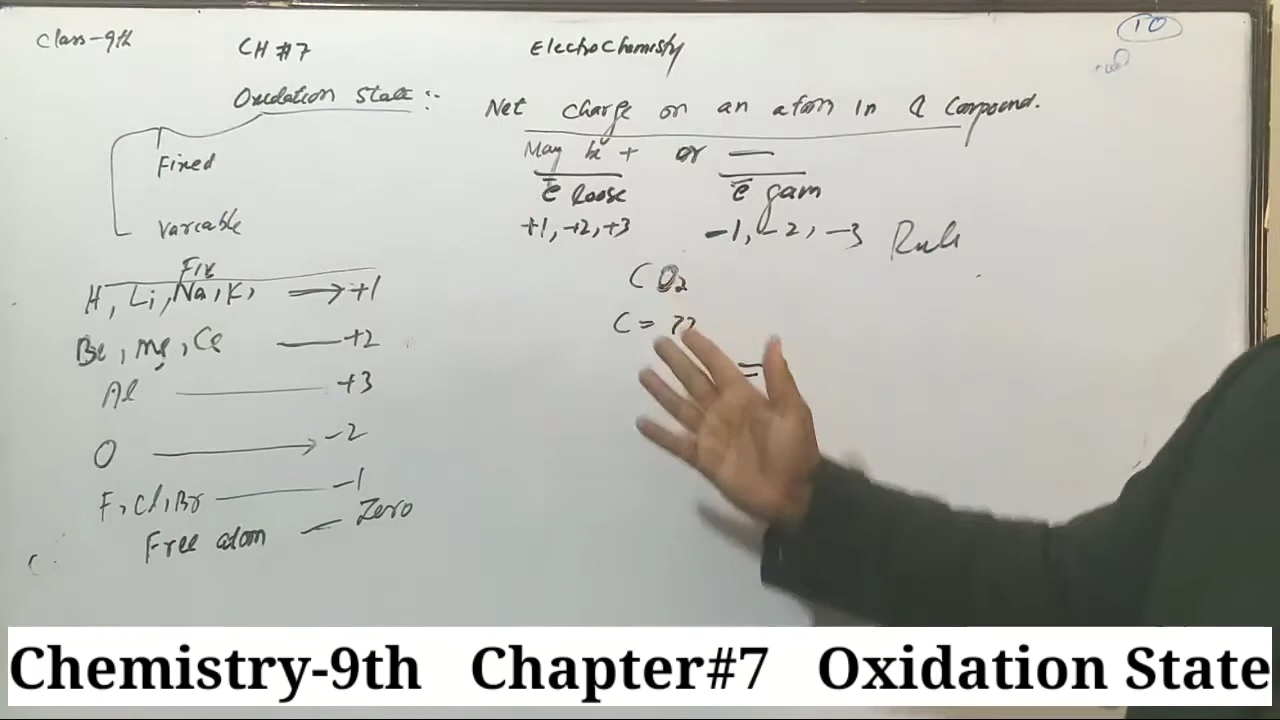 Class-9th CH#7 ElectroChemisty 10
Oxidation State :- Net charge on an atom in a Compound.
May be + or —
Fixed
ē loose ē gain
variable +1, +2, +3 -1, -2, -3 Rule
Fix
H, Li, Na, K, → +1
CO2
C = ??
Be, Mg, Ca — +2
=
Al — +3
O → -2
F, Cl, Br — -1
Free atom — Zero
Chemistry-9th Chapter#7 Oxidation State